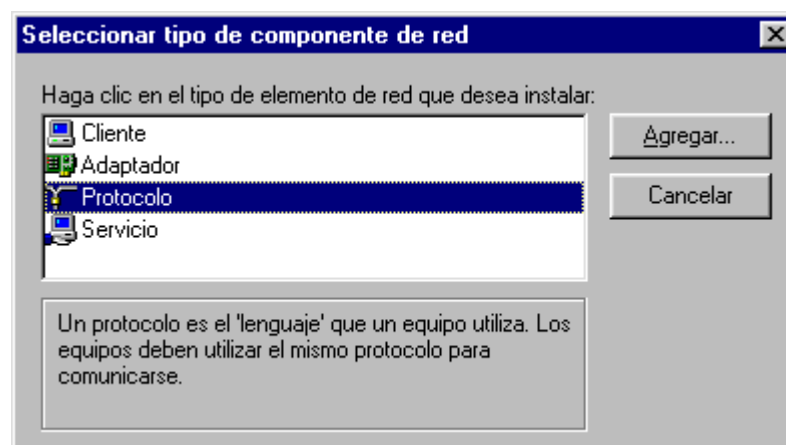 Seleccionar tipo de componente de red
Haga clic en el tipo de elemento de red que desea instalar:
Cliente
Adaptador
Protocolo
Servicio
Agregar...
Cancelar
Un protocolo es el 'lenguaje' que un equipo utiliza. Los
equipos deben utilizar el mismo protocolo para
comunicarse.